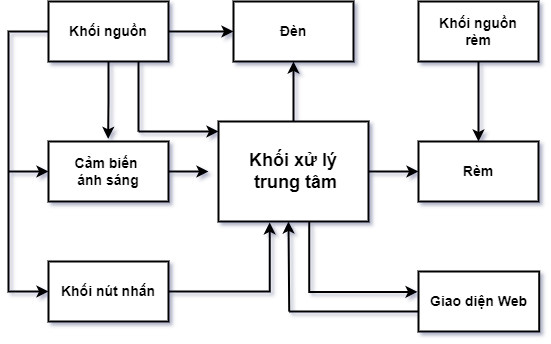 Khối nguồn
Đèn
Khối nguồn
rèm
Cảm biến
ánh sáng
Khối xử lý
trung tâm
Rèm
Khối nút nhấn
Giao diện Web